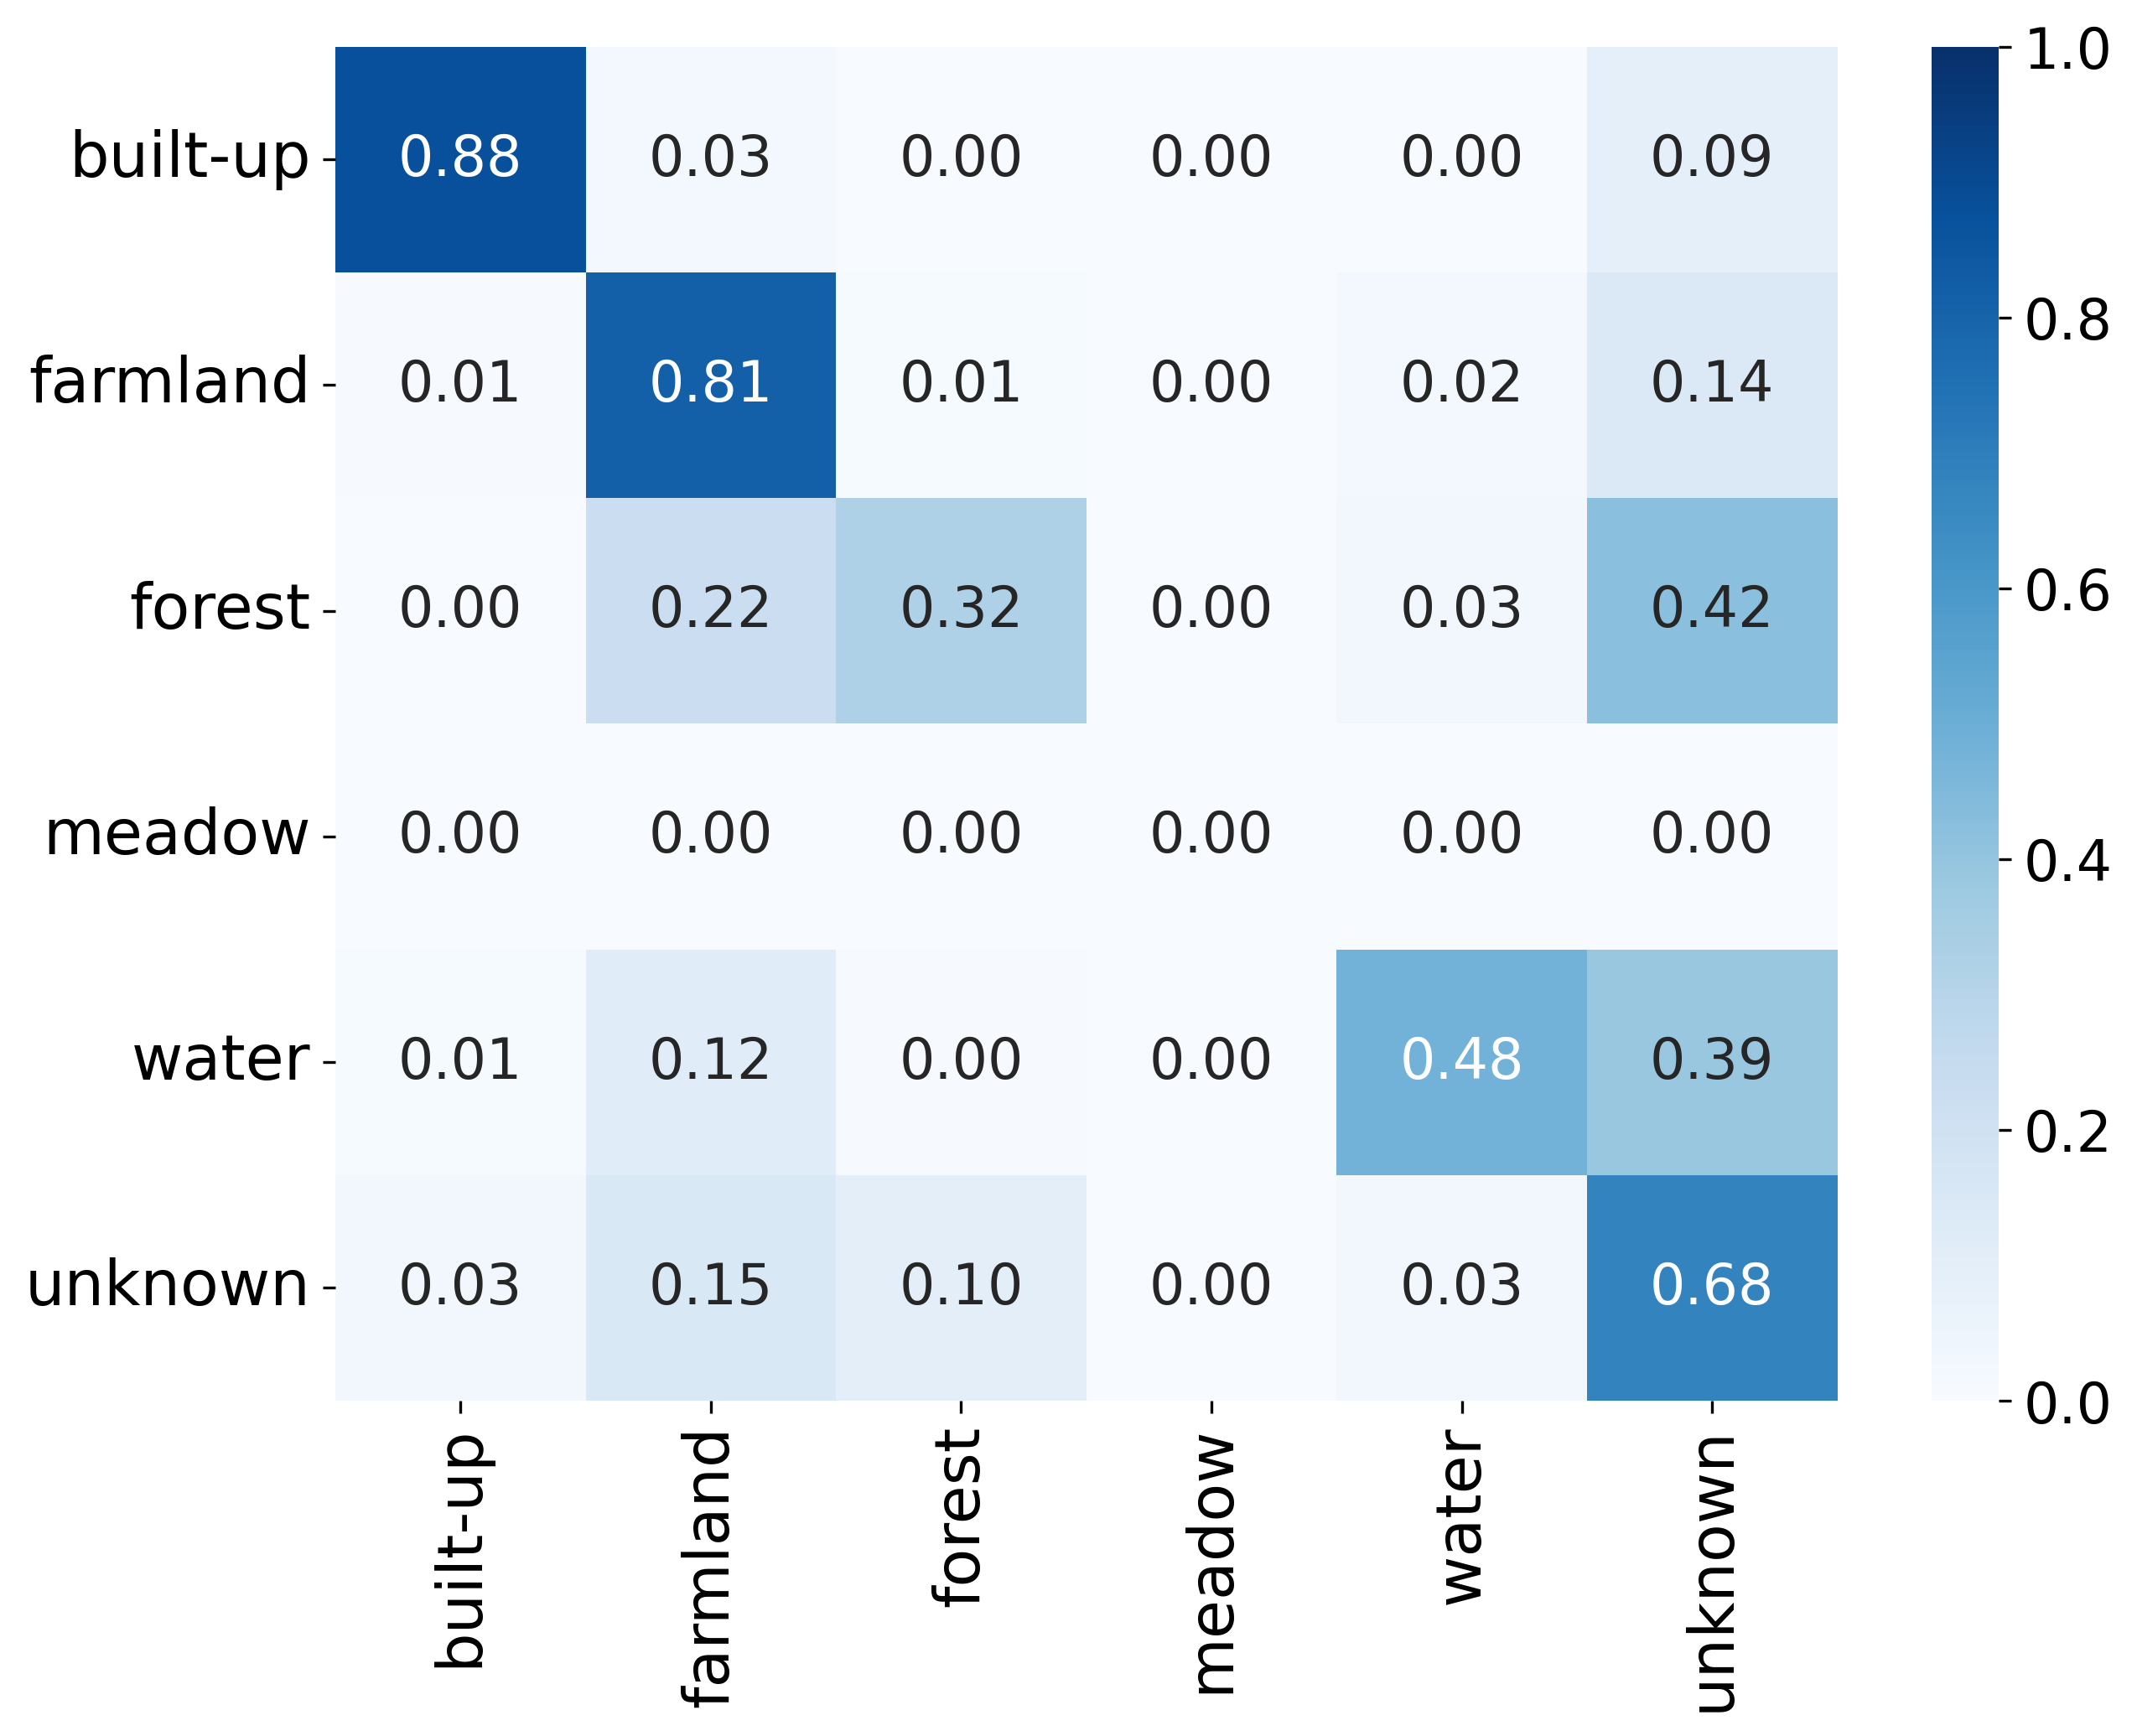 built-up 0.88 0.03 0.00 0.00 0.00 0.09
farmland 0.01 0.81 0.01 0.00 0.02 0.14
forest 0.00 0.22 0.32 0.00 0.03 0.42
meadow 0.00 0.00 0.00 0.00 0.00 0.00
water 0.01 0.12 0.00 0.00 0.48 0.39
unknown 0.03 0.15 0.10 0.00 0.03 0.68
built-up
farmland
forest
meadow
water
unknown
1.0
0.8
0.6
0.4
0.2
0.0